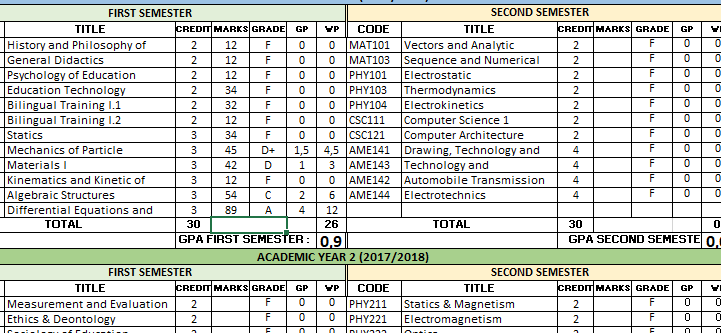 FIRST SEMESTER SECOND SEMESTER
TITLE CREDIT MARKS GRADE GP WP CODE TITLE CREDIT MARKS GRADE GP
History and Philosophy of 2 12 F 0 0 MAT101 Vectors and Analytic 2 F 0 0
General Didactics 2 12 F 0 0 MAT103 Sequence and Numerical 2 F 0 0
Psychology of Education 2 12 F 0 0 PHY101 Electrostatic 2 F 0 0
Education Technology 2 34 F 0 0 PHY103 Thermodynamics 2 F 0 0
Bilingual Training I.1 2 32 F 0 0 PHY104 Electrokinetics 2 F 0 0
Bilingual Training I.2 2 12 F 0 0 CSC111 Computer Science 1 2 F 0 0
Statics 3 34 F 0 0 CSC121 Computer Architecture 2 F 0 0
Mechanics of Particle 3 45 D+ 1,5 4,5 AME141 Drawing, Technology and 4 F 0 0
Materials I 3 42 D 1 3 AME143 Technology and 4 F 0 0
Kinematics and Kinetic of 3 12 F 0 0 AME142 Automobile Transmission 4 F 0 0
Algebraic Structures 3 54 C 2 6 AME144 Electrotechnics 4 F 0 0
Differential Equations and 3 89 A 4 12
TOTAL 30 26 TOTAL 30 0
GPA FIRST SEMESTER : 0,9 GPA SECOND SEMESTE 0,
ACADEMIC YEAR 2 (2017/2018)
FIRST SEMESTER SECOND SEMESTER
TITLE CREDIT MARKS GRADE GP WP CODE TITLE CREDIT MARKS GRADE GP
Measurement and Evaluation 2 F 0 0 PHY211 Statics & Magnetism 2 F 0 0
Ethics & Deontology 2 F 0 0 PHY221 Electromagnetism 2 F 0 0